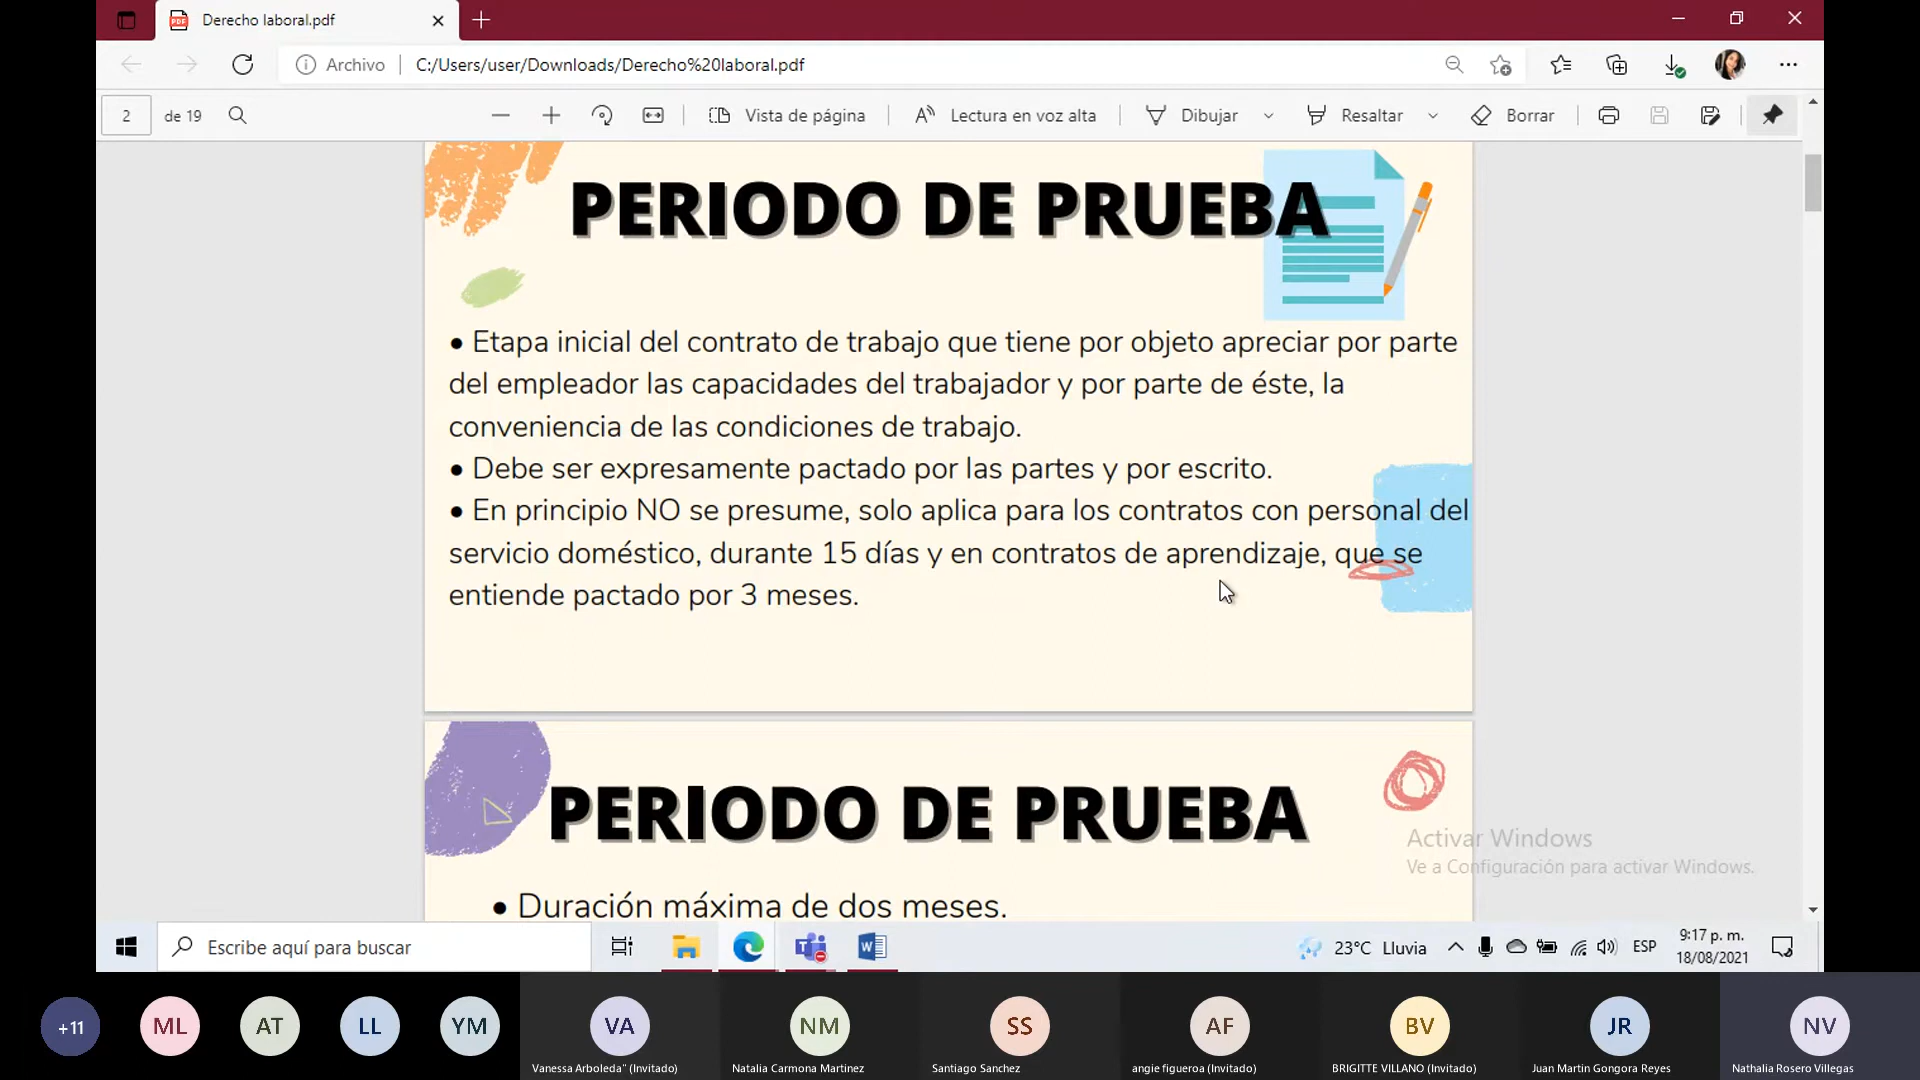 Derecho laboral.pdf
Archivo
C:/Users/user/Downloads/Derecho%20laboral.pdf
2 de 19
Vista de página
Lectura en voz alta
Dibujar
Resaltar
Borrar
PERIODO DE PRUEBA
• Etapa inicial del contrato de trabajo que tiene por objeto apreciar por parte
del empleador las capacidades del trabajador y por parte de éste, la
conveniencia de las condiciones de trabajo.
• Debe ser expresamente pactado por las partes y por escrito.
• En principio NO se presume, solo aplica para los contratos con personal del
servicio doméstico, durante 15 días y en contratos de aprendizaje, que se
entiende pactado por 3 meses.
PERIODO DE PRUEBA
• Duración máxima de dos meses.
Activar Windows
Ve a Configuración para activar Windows.
Escribe aquí para buscar
23°C Lluvia
ESP
9:17 p. m.
18/08/2021
+11
ML
AT
LL
YM
VA
NM
SS
AF
BV
JR
NV
Vanessa Arboleda" (Invitado)
Natalia Carmona Martinez
Santiago Sanchez
angie figueroa (Invitado)
BRIGITTE VILLANO (Invitado)
Juan Martin Gongora Reyes
Nathalia Rosero Villegas